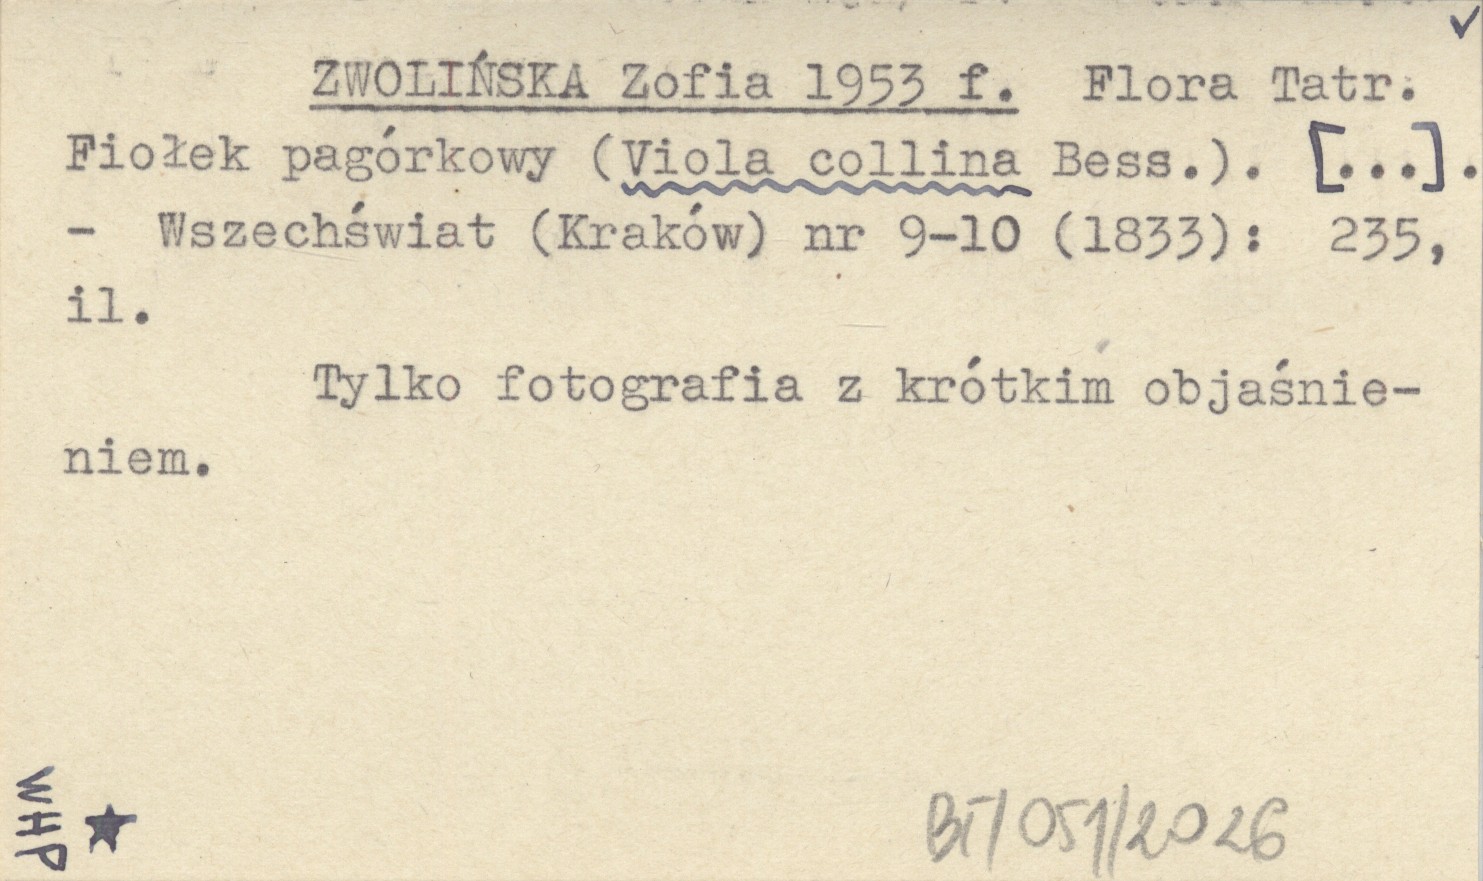 ZWOLIŃSKA Zofia 1953 f. Flora Tatr.
Fiołek pagórkowy (Viola collina Bess.). [...].
- Wszechświat (Kraków) nr 9-10 (1833): 235,
il.
Tylko fotografia z krótkim objaśnie-
niem.
WHP
BT/051/2026